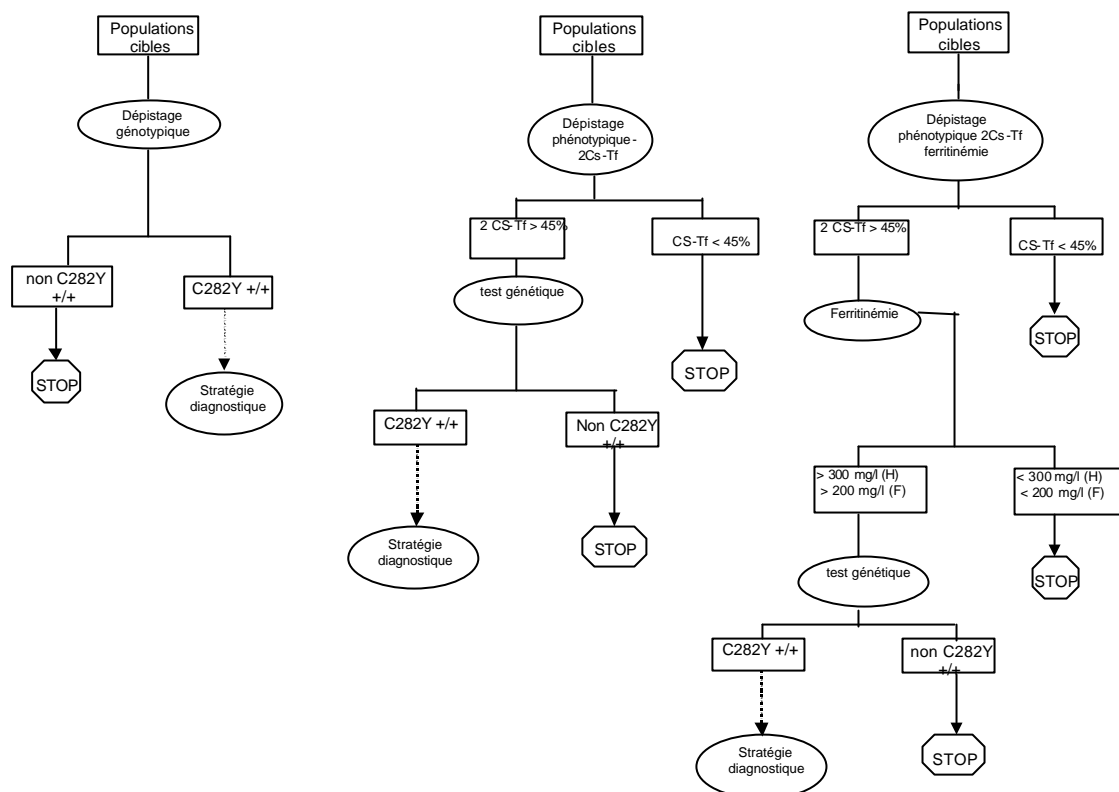 Populations
cibles
Dépistage
génotypique
non C282Y
+/+
C282Y +/+
STOP
Stratégie
diagnostique
Populations
cibles
Dépistage
phénotypique -
2Cs-Tf
2 CS-Tf > 45%
CS-Tf < 45%
test génétique
STOP
C282Y +/+
Non C282Y
+/+
Stratégie
diagnostique
STOP
Populations
cibles
Dépistage
phénotypique 2Cs-Tf
ferritinémie
2 CS-Tf > 45%
CS-Tf < 45%
Ferritinémie
STOP
> 300 mg/l (H)
> 200 mg/l (F)
< 300 mg/l (H)
< 200 mg/l (F)
test génétique
STOP
C282Y +/+
non C282Y
+/+
Stratégie
diagnostique
STOP